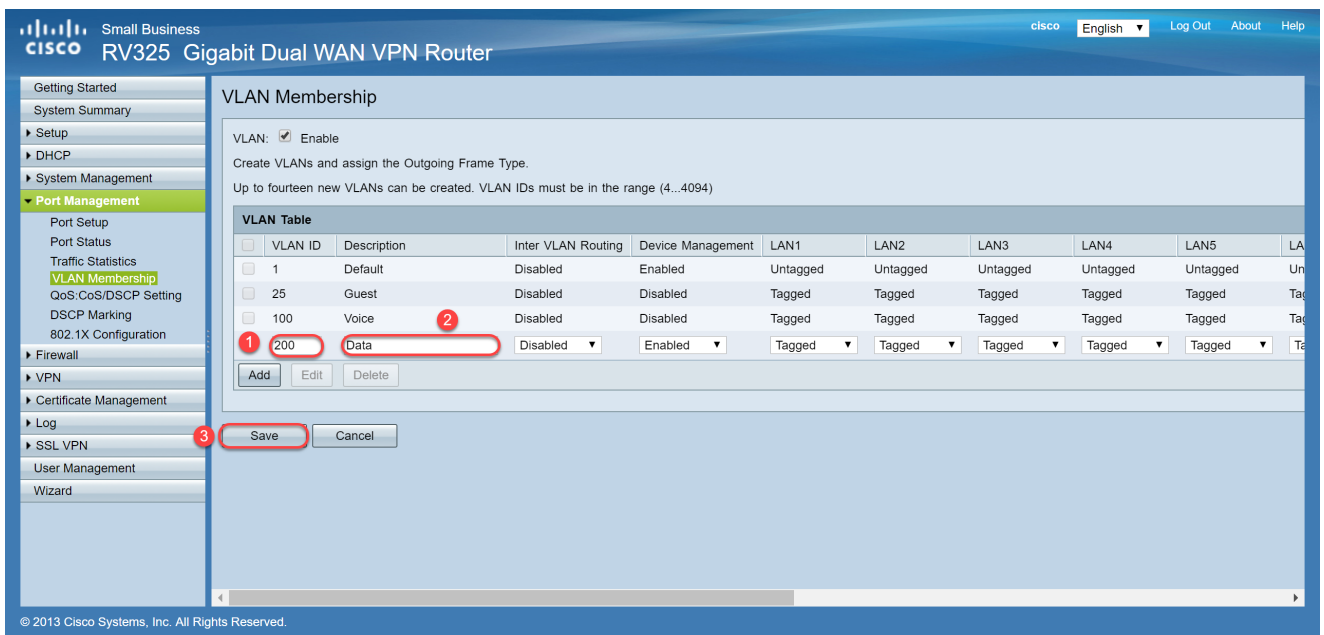 Small Business
cisco English Log Out About Help
CISCO RV325 Gigabit Dual WAN VPN Router
Getting Started
System Summary
Setup
DHCP
System Management
Port Management
Port Setup
Port Status
Traffic Statistics
VLAN Membership
QoS:CoS/DSCP Setting
DSCP Marking
802.1X Configuration
Firewall
VPN
Certificate Management
Log
SSL VPN
User Management
Wizard
VLAN Membership
VLAN: Enable
Create VLANs and assign the Outgoing Frame Type.
Up to fourteen new VLANs can be created. VLAN IDs must be in the range (4...4094)
VLAN Table
VLAN ID Description Inter VLAN Routing Device Management LAN1 LAN2 LAN3 LAN4 LAN5 LA
1 Default Disabled Enabled Untagged Untagged Untagged Untagged Untagged Un
25 Guest Disabled Disabled Tagged Tagged Tagged Tagged Tagged Tag
100 Voice Disabled Disabled Tagged Tagged Tagged Tagged Tagged Tag
2
1 200 Data Disabled Enabled Tagged Tagged Tagged Tagged Tagged Ta
Add Edit Delete
3 Save Cancel
© 2013 Cisco Systems, Inc. All Rights Reserved.